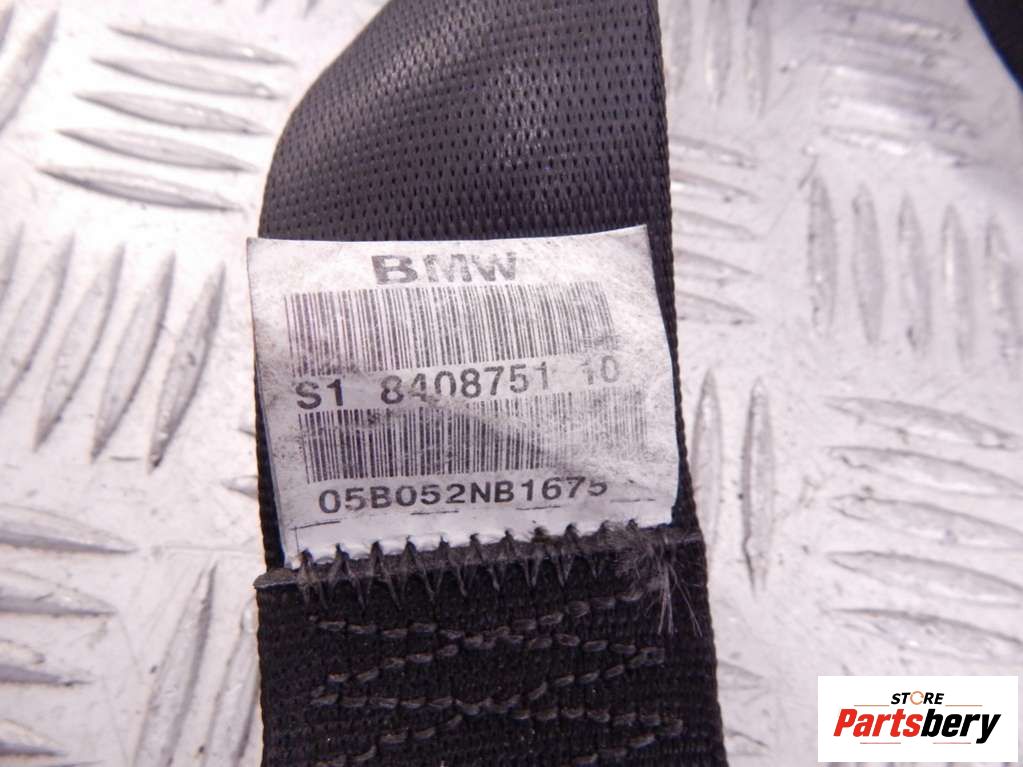 BMW
S1 8408751 10
05B052NB1675
STORE
Partsbery